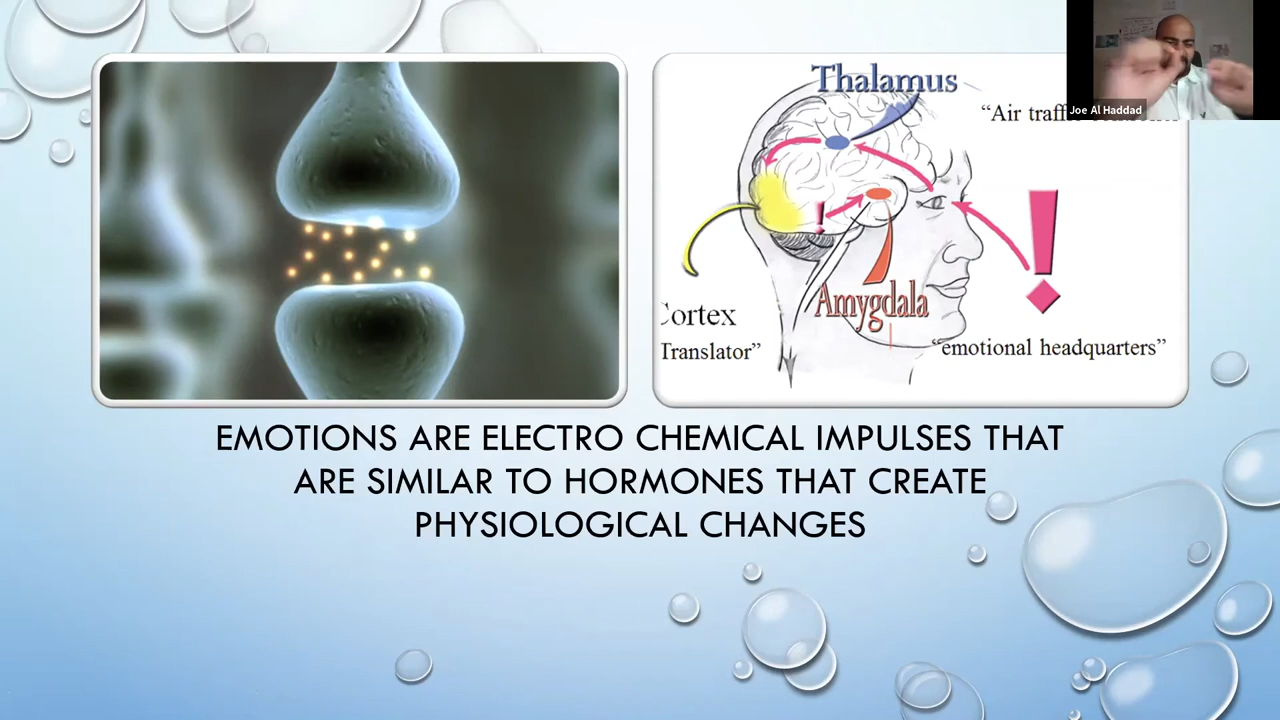 Thalamus
Joe Al Haddad
"Air traffic
Amygdala
Cortex
Translator"
"emotional headquarters"
EMOTIONS ARE ELECTRO CHEMICAL IMPULSES THAT
ARE SIMILAR TO HORMONES THAT CREATE
PHYSIOLOGICAL CHANGES